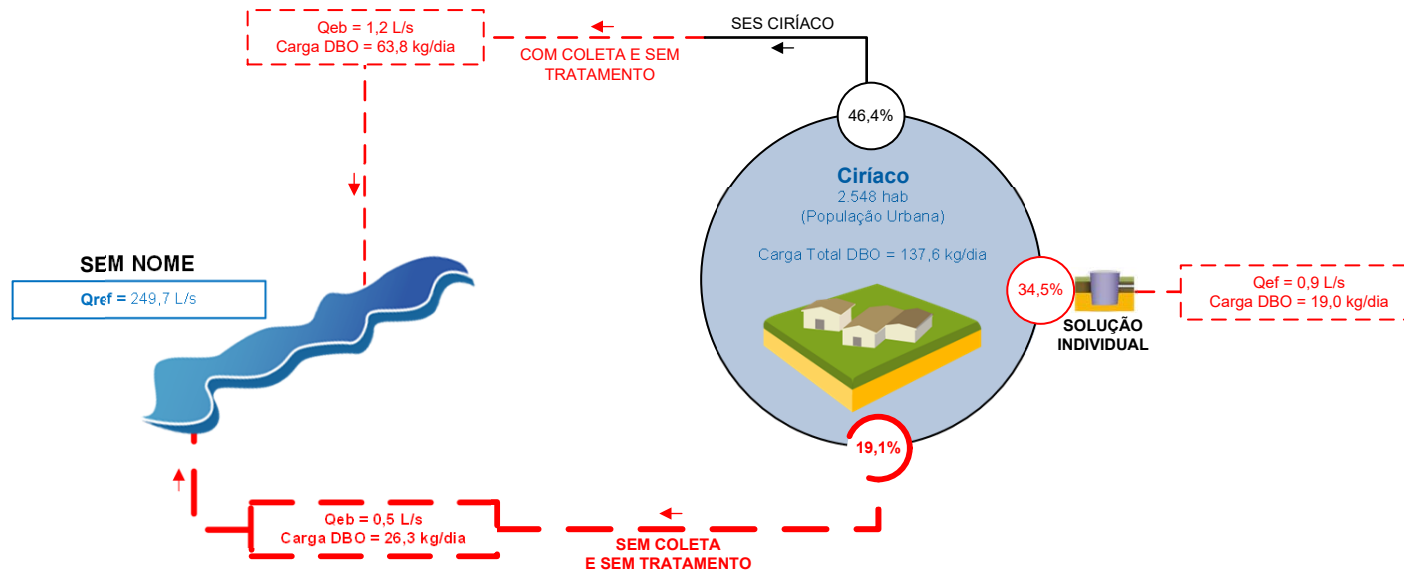 Qeb = 1,2 L/s
Carga DBO = 63,8 kg/dia
COM COLETA E SEM
TRATAMENTO
SES CIRÍACO
46,4%
Ciríaco
2.548 hab
(População Urbana)
Carga Total DBO = 137,6 kg/dia
SEM NOME
Qref = 249,7 L/s
34,5%
SOLUÇÃO
INDIVIDUAL
Qef = 0,9 L/s
Carga DBO = 19,0 kg/dia
19,1%
Qeb = 0,5 L/s
Carga DBO = 26,3 kg/dia
SEM COLETA
E SEM TRATAMENTO